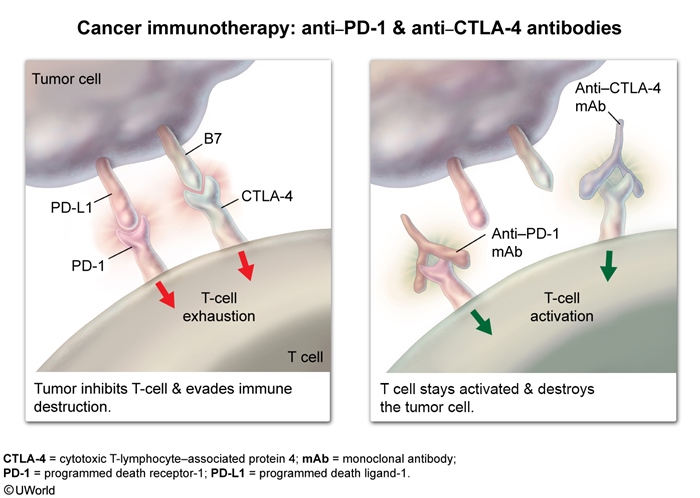 Cancer immunotherapy: anti–PD-1 & anti–CTLA-4 antibodies
Tumor cell
B7
PD-L1
CTLA-4
PD-1
T-cell
exhaustion
T cell
Tumor inhibits T-cell & evades immune
destruction.
Anti–CTLA-4
mAb
Anti–PD-1
mAb
T-cell
activation
T cell stays activated & destroys
the tumor cell.
CTLA-4 = cytotoxic T-lymphocyte–associated protein 4; mAb = monoclonal antibody;
PD-1 = programmed death receptor-1; PD-L1 = programmed death ligand-1.
©UWorld